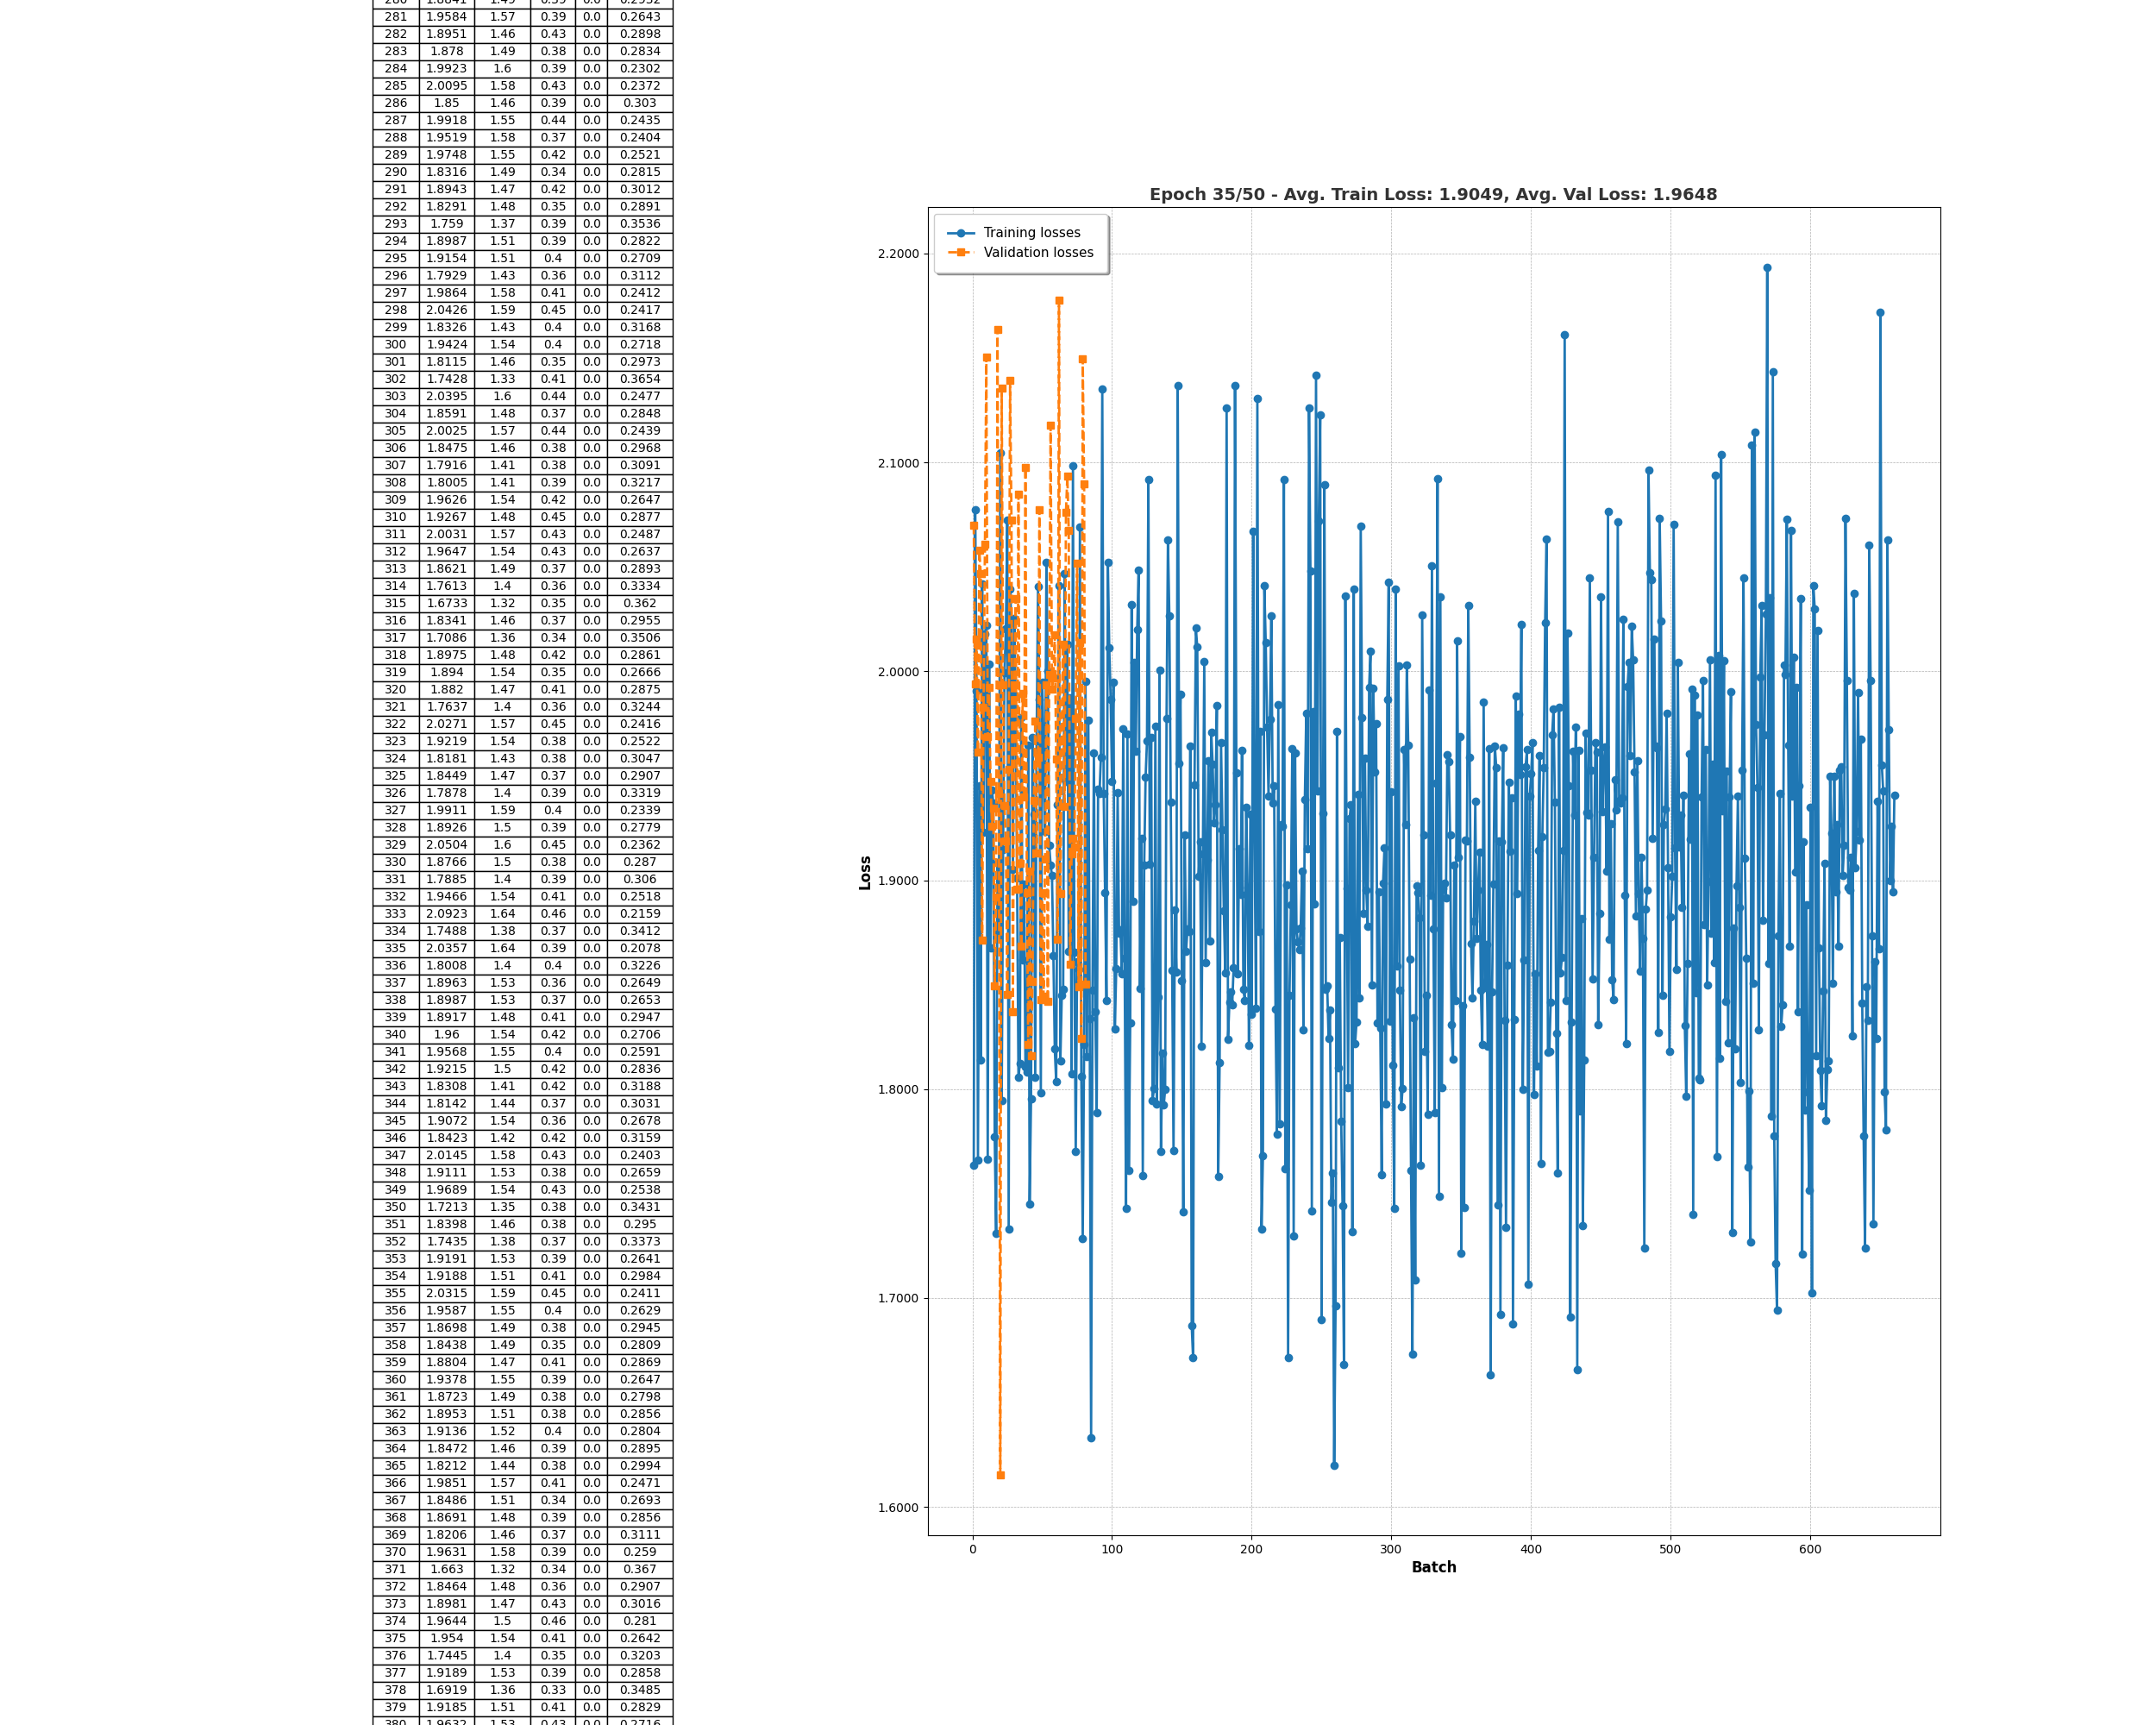 281 1.9584 1.57 0.39 0.0 0.2643
282 1.8951 1.46 0.43 0.0 0.2898
283 1.878 1.49 0.38 0.0 0.2834
284 1.9923 1.6 0.39 0.0 0.2302
285 2.0095 1.58 0.43 0.0 0.2372
286 1.85 1.46 0.39 0.0 0.303
287 1.9918 1.55 0.44 0.0 0.2435
288 1.9519 1.58 0.37 0.0 0.2404
289 1.9748 1.55 0.42 0.0 0.2521
290 1.8316 1.49 0.34 0.0 0.2815
291 1.8943 1.47 0.42 0.0 0.3012
292 1.8291 1.48 0.35 0.0 0.2891
293 1.759 1.37 0.39 0.0 0.3536
294 1.8987 1.51 0.39 0.0 0.2822
295 1.9154 1.51 0.4 0.0 0.2709
296 1.7929 1.43 0.36 0.0 0.3112
297 1.9864 1.58 0.41 0.0 0.2412
298 2.0426 1.59 0.45 0.0 0.2417
299 1.8326 1.43 0.4 0.0 0.3168
300 1.9424 1.54 0.4 0.0 0.2718
301 1.8115 1.46 0.35 0.0 0.2973
302 1.7428 1.33 0.41 0.0 0.3654
303 2.0395 1.6 0.44 0.0 0.2477
304 1.8591 1.48 0.37 0.0 0.2848
305 2.0025 1.57 0.44 0.0 0.2439
306 1.8475 1.46 0.38 0.0 0.2968
307 1.7916 1.41 0.38 0.0 0.3091
308 1.8005 1.41 0.39 0.0 0.3217
309 1.9626 1.54 0.42 0.0 0.2647
310 1.9267 1.48 0.45 0.0 0.2877
311 2.0031 1.57 0.43 0.0 0.2487
312 1.9647 1.54 0.43 0.0 0.2637
313 1.8621 1.49 0.37 0.0 0.2893
314 1.7613 1.4 0.36 0.0 0.3334
315 1.6733 1.32 0.35 0.0 0.362
316 1.8341 1.46 0.37 0.0 0.2955
317 1.7086 1.36 0.34 0.0 0.3506
318 1.8975 1.48 0.42 0.0 0.2861
319 1.894 1.54 0.35 0.0 0.2666
320 1.882 1.47 0.41 0.0 0.2875
321 1.7637 1.4 0.36 0.0 0.3244
322 2.0271 1.57 0.45 0.0 0.2416
323 1.9219 1.54 0.38 0.0 0.2522
324 1.8181 1.43 0.38 0.0 0.3047
325 1.8449 1.47 0.37 0.0 0.2907
326 1.7878 1.4 0.39 0.0 0.3319
327 1.9911 1.59 0.4 0.0 0.2339
328 1.8926 1.5 0.39 0.0 0.2779
329 2.0504 1.6 0.45 0.0 0.2362
330 1.8766 1.5 0.38 0.0 0.287
331 1.7885 1.4 0.39 0.0 0.306
332 1.9466 1.54 0.41 0.0 0.2518
333 2.0923 1.64 0.46 0.0 0.2159
334 1.7488 1.38 0.37 0.0 0.3412
335 2.0357 1.64 0.39 0.0 0.2078
336 1.8008 1.4 0.4 0.0 0.3226
337 1.8963 1.53 0.36 0.0 0.2649
338 1.8987 1.53 0.37 0.0 0.2653
339 1.8917 1.48 0.41 0.0 0.2947
340 1.96 1.54 0.42 0.0 0.2706
341 1.9568 1.55 0.4 0.0 0.2591
342 1.9215 1.5 0.42 0.0 0.2836
343 1.8308 1.41 0.42 0.0 0.3188
344 1.8142 1.44 0.37 0.0 0.3031
345 1.9072 1.54 0.36 0.0 0.2678
346 1.8423 1.42 0.42 0.0 0.3159
347 2.0145 1.58 0.43 0.0 0.2403
348 1.9111 1.53 0.38 0.0 0.2659
349 1.9689 1.54 0.43 0.0 0.2538
350 1.7213 1.35 0.38 0.0 0.3431
351 1.8398 1.46 0.38 0.0 0.295
352 1.7435 1.38 0.37 0.0 0.3373
353 1.9191 1.53 0.39 0.0 0.2641
354 1.9188 1.51 0.41 0.0 0.2984
355 2.0315 1.59 0.45 0.0 0.2411
356 1.9587 1.55 0.4 0.0 0.2629
357 1.8698 1.49 0.38 0.0 0.2945
358 1.8438 1.49 0.35 0.0 0.2809
359 1.8804 1.47 0.41 0.0 0.2869
360 1.9378 1.55 0.39 0.0 0.2647
361 1.8723 1.49 0.38 0.0 0.2798
362 1.8953 1.51 0.38 0.0 0.2856
363 1.9136 1.52 0.4 0.0 0.2804
364 1.8472 1.46 0.39 0.0 0.2895
365 1.8212 1.44 0.38 0.0 0.2994
366 1.9851 1.57 0.41 0.0 0.2471
367 1.8486 1.51 0.34 0.0 0.2693
368 1.8691 1.48 0.39 0.0 0.2856
369 1.8206 1.46 0.37 0.0 0.3111
370 1.9631 1.58 0.39 0.0 0.259
371 1.663 1.32 0.34 0.0 0.367
372 1.8464 1.48 0.36 0.0 0.2907
373 1.8981 1.47 0.43 0.0 0.3016
374 1.9644 1.5 0.46 0.0 0.281
375 1.954 1.54 0.41 0.0 0.2642
376 1.7445 1.4 0.35 0.0 0.3203
377 1.9189 1.53 0.39 0.0 0.2858
378 1.6919 1.36 0.33 0.0 0.3485
379 1.9185 1.51 0.41 0.0 0.2829
380 1.9632 1.53 0.43 0.0 0.2716
Epoch 35/50 - Avg. Train Loss: 1.9049, Avg. Val Loss: 1.9648
Training losses
Validation losses
2.2000
2.1000
2.0000
1.9000
1.8000
1.7000
1.6000
Loss
0 100 200 300 400 500 600
Batch